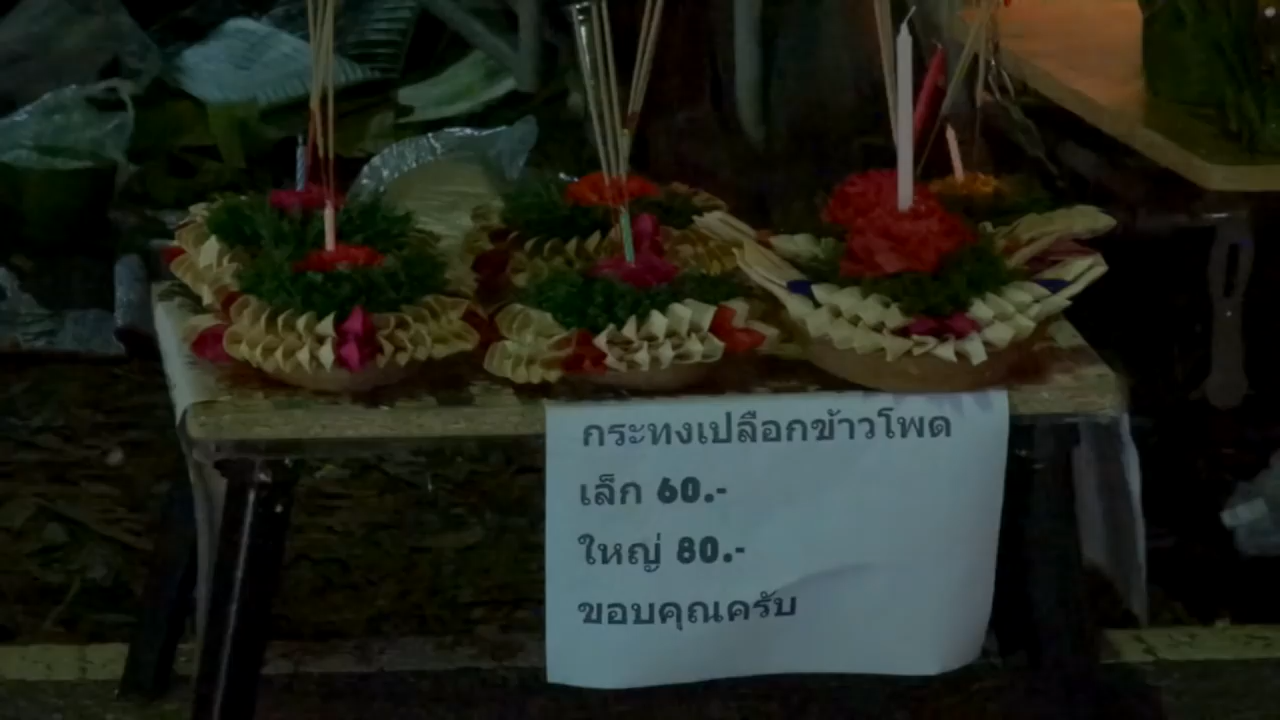 กระทงเปลือกข้าวโพด
เล็ก 60.-
ใหญ่ 80.-
ขอบคุณครับ